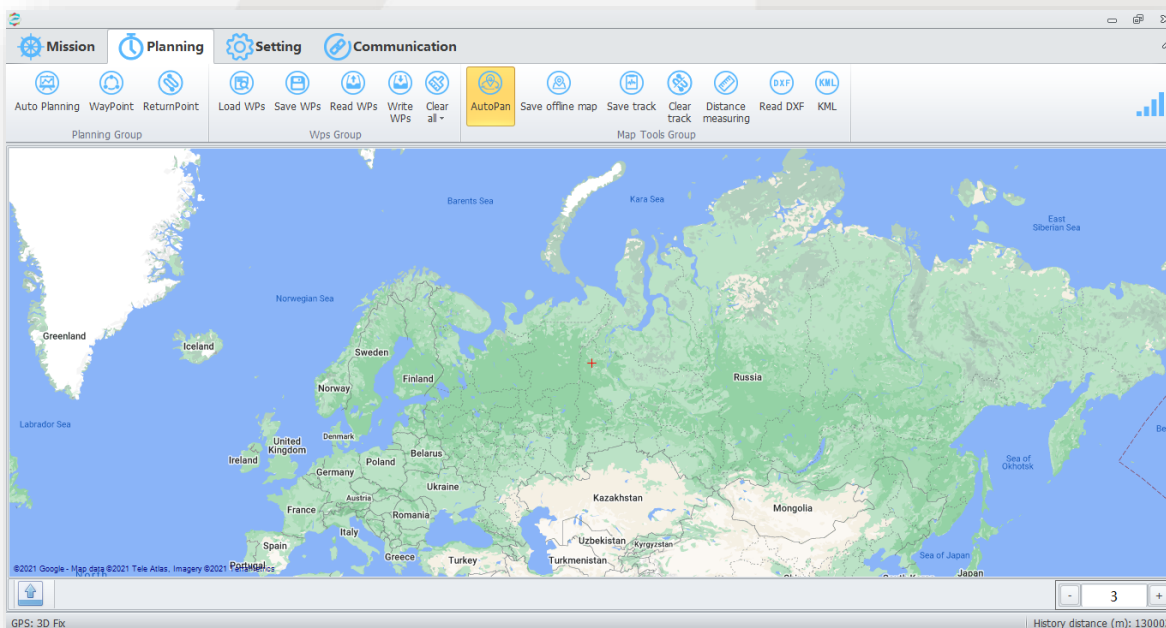 Mission Planning Setting Communication
Auto Planning WayPoint ReturnPoint Load WPs Save WPs Read WPs Write WPs Clear all AutoPan Save offline map Save track Clear track Distance measuring Read DXF KML
DXF KML
Planning Group Wps Group Map Tools Group
Barents Sea
Kara Sea
East
Siberian Sea
Norwegian Sea
Greenland
Iceland
Sweden
Finland
Russia
Norway
Labrador Sea
Denmark
United
Kingdom
Ireland
Belarus
Poland
Germany
Sea of
Okhotsk
Ukraine
Kazakhstan
Austria
France
Mongolia
Romania
Italy
Uzbekistan
Kyrgyzstan
Spain
Greece
Turkey
Turkmenistan
Sea of Japan
Portugal
Japan
©2021 Google - Map data ©2021 Tele Atlas, Imagery ©2021 TerraMetrics
North
- 3 +
GPS: 3D Fix
History distance (m): 13000